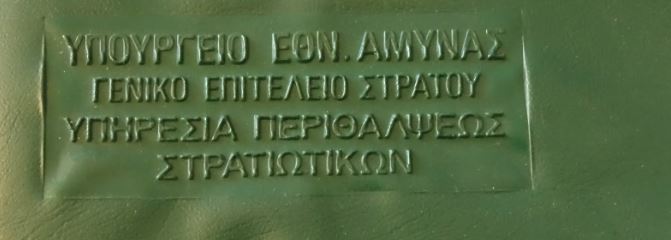 ΥΠΟΥΡΓΕΙΟ ΕΘΝ. ΑΜΥΝΑΣ
ΓΕΝΙΚΟ ΕΠΙΤΕΛΕΙΟ ΣΤΡΑΤΟΥ
ΥΠΗΡΕΣΙΑ ΠΕΡΙΘΑΛΨΕΩΣ
ΣΤΡΑΤΙΩΤΙΚΩΝ